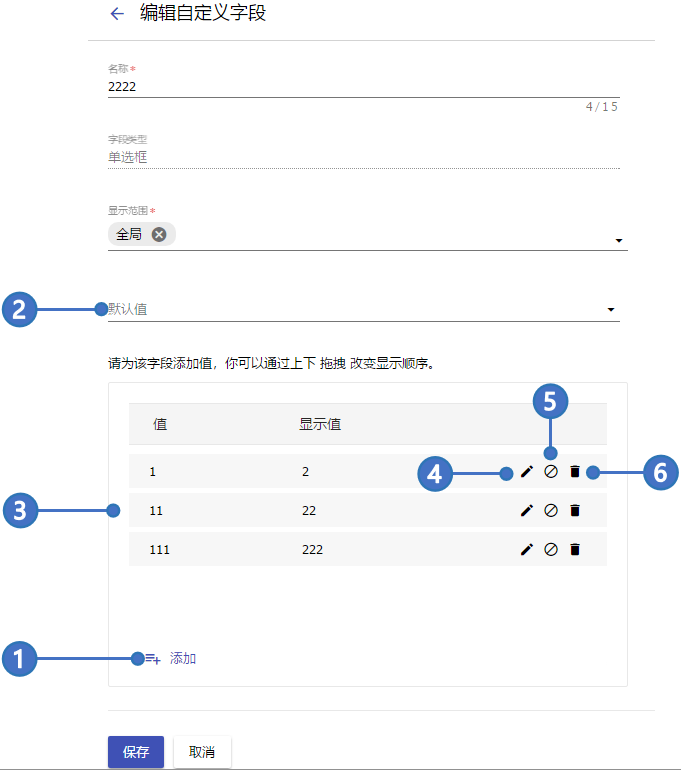 编辑自定义字段
名称*
2222
4/15
字段类型
单选框
显示范围*
全局
2 默认值
请为该字段添加值，你可以通过上下 拖拽 改变显示顺序。
5
值 显示值
1 2 4 6
3 11 22
111 222
1 添加
保存 取消